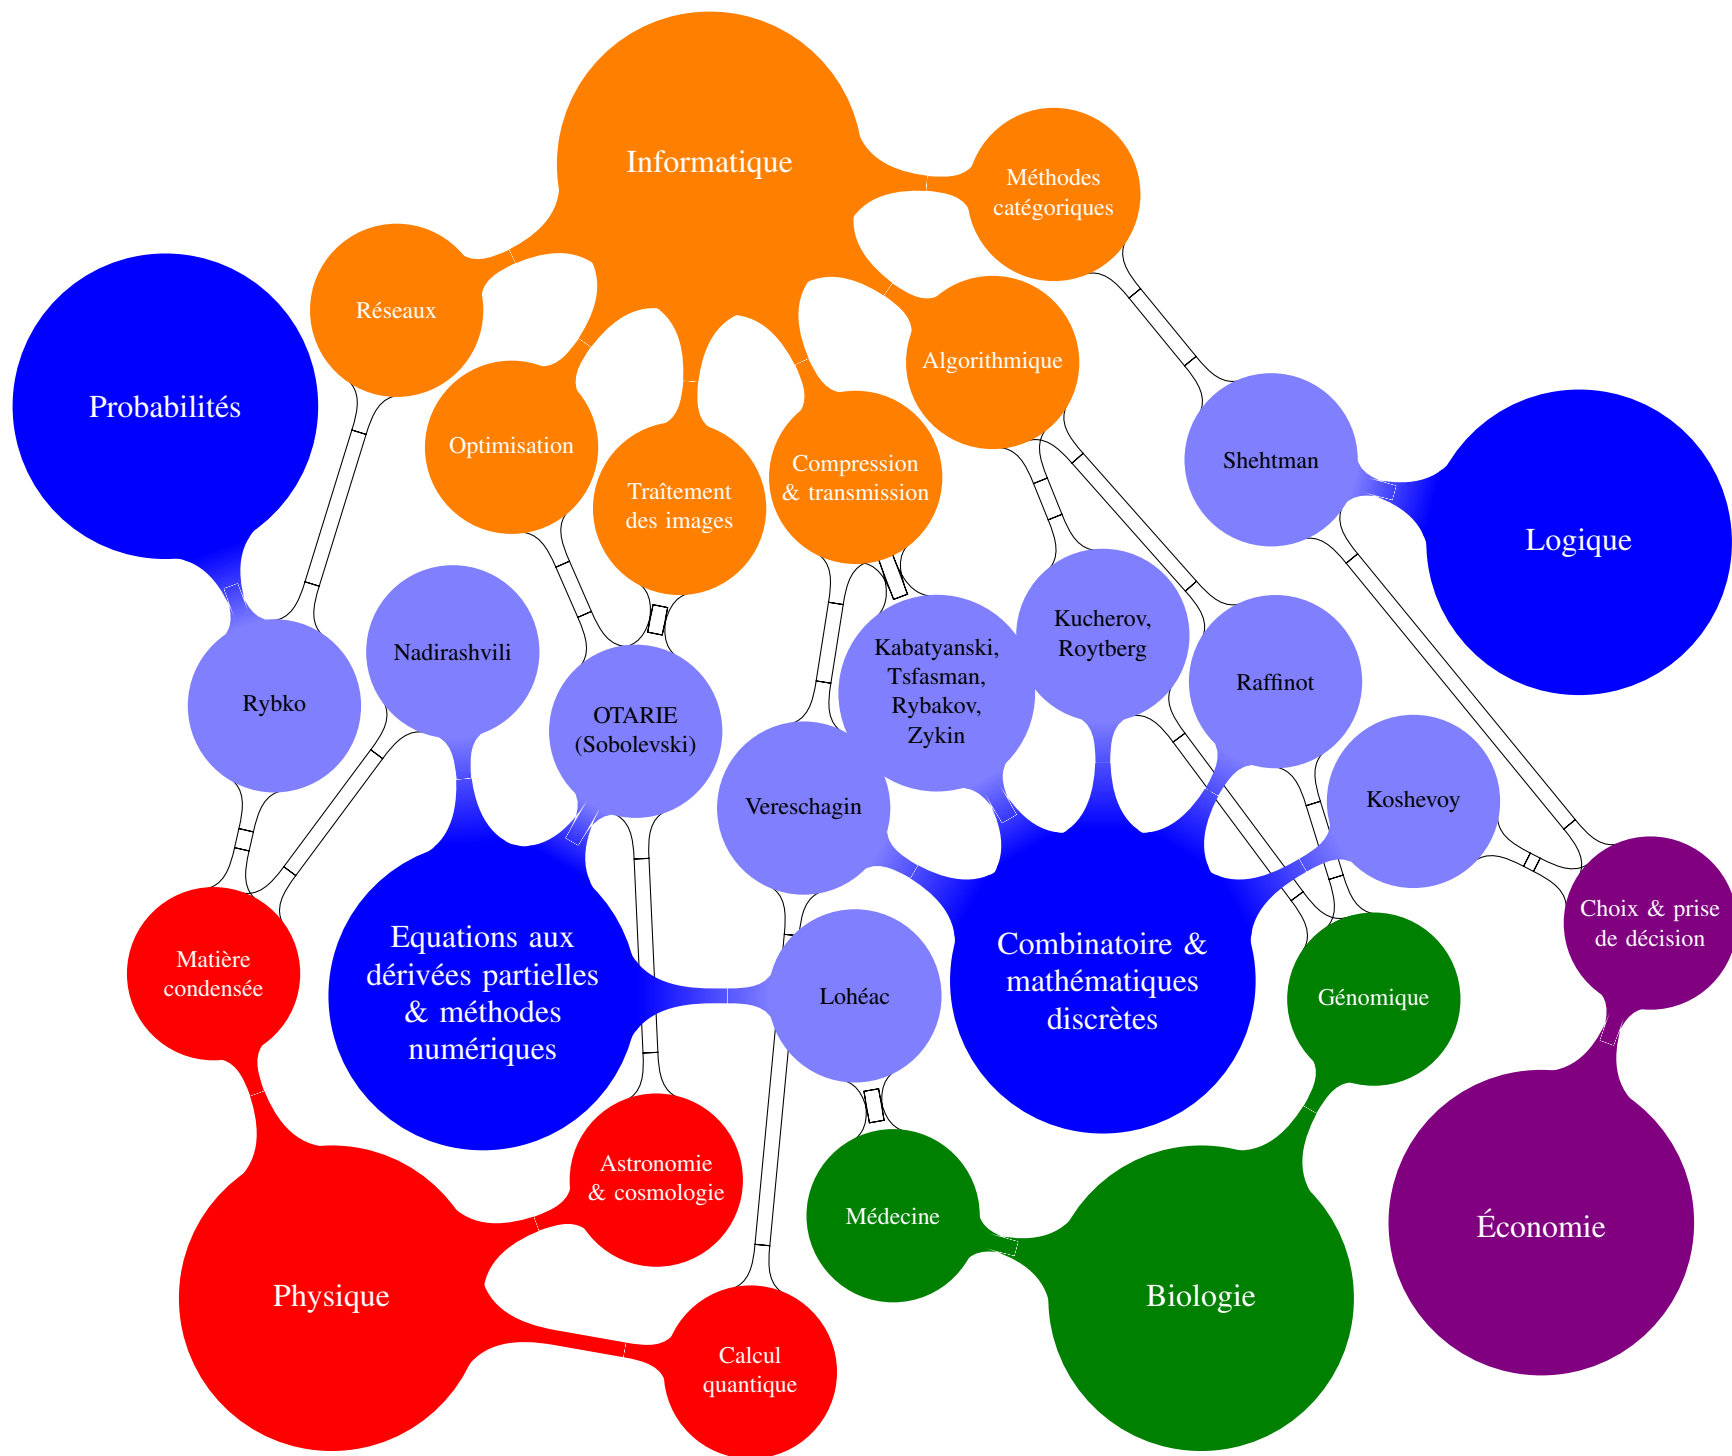 Informatique
Méthodes
catégoriques
Réseaux
Algorithmique
Probabilités
Optimisation
Traîtement
des images
Compression
& transmission
Shehtman
Logique
Nadirashvili
Rybko
OTARIE
(Sobolevski)
Kabatyanski,
Tsfasman,
Rybakov,
Zykin
Kucherov,
Roytberg
Raffinot
Vereschagin
Koshevoy
Choix & prise
de décision
Matière
condensée
Equations aux
dérivées partielles
& méthodes
numériques
Lohéac
Combinatoire &
mathématiques
discrètes
Génomique
Astronomie
& cosmologie
Médecine
Économie
Physique
Biologie
Calcul
quantique